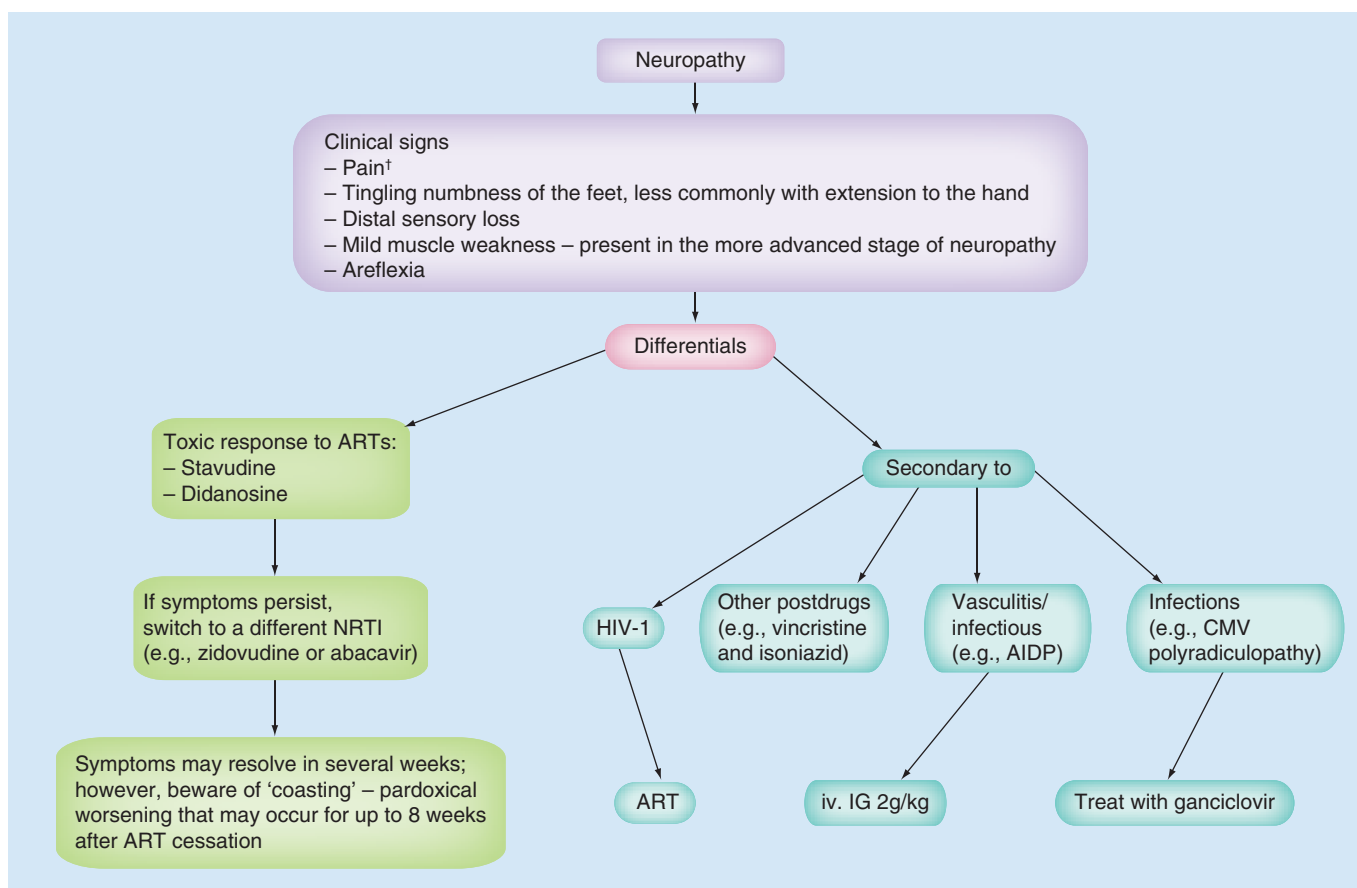 Neuropathy
Clinical signs
– Pain†
– Tingling numbness of the feet, less commonly with extension to the hand
– Distal sensory loss
– Mild muscle weakness – present in the more advanced stage of neuropathy
– Areflexia
Differentials
Toxic response to ARTs:
– Stavudine
– Didanosine
If symptoms persist,
switch to a different NRTI
(e.g., zidovudine or abacavir)
Symptoms may resolve in several weeks;
however, beware of ‘coasting’ – pardoxical
worsening that may occur for up to 8 weeks
after ART cessation
Secondary to
HIV-1
Other postdrugs
(e.g., vincristine
and isoniazid)
Vasculitis/
infectious
(e.g., AIDP)
Infections
(e.g., CMV
polyradiculopathy)
ART
iv. IG 2g/kg
Treat with ganciclovir